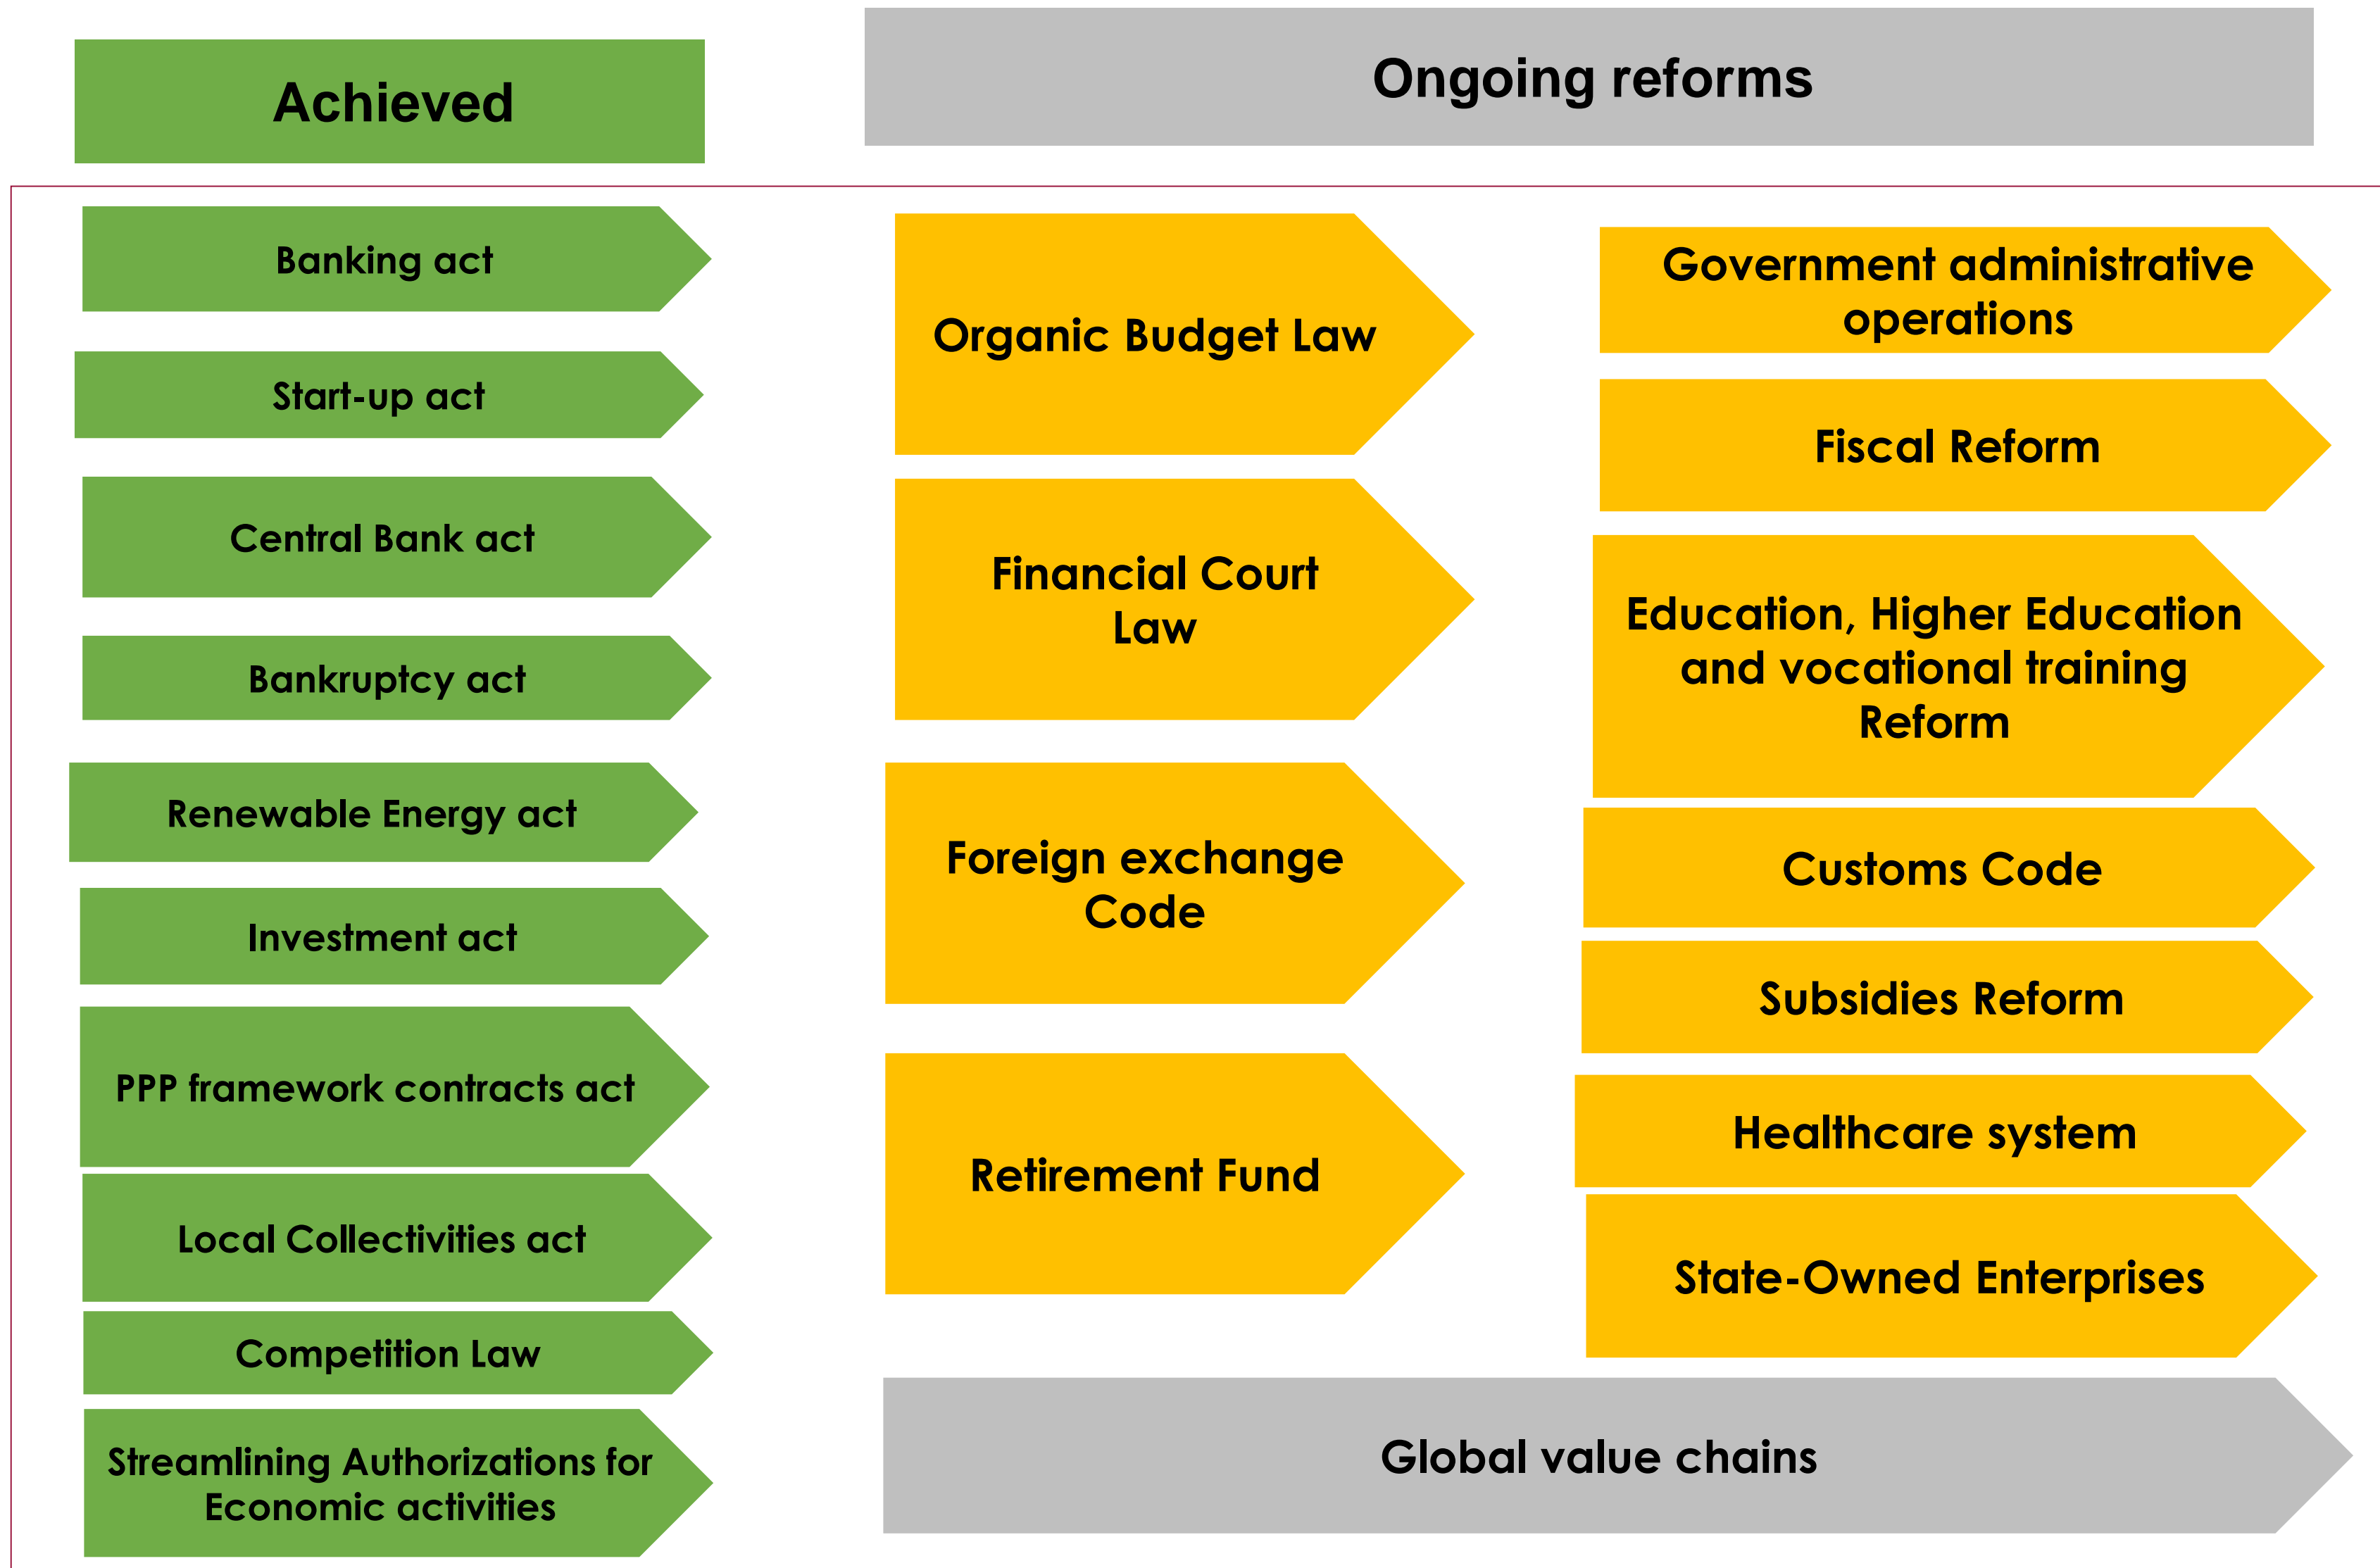 Achieved
Ongoing reforms
Banking act
Start-up act
Central Bank act
Bankruptcy act
Renewable Energy act
Investment act
PPP framework contracts act
Local Collectivities act
Competition Law
Streamlining Authorizations for
Economic activities
Organic Budget Law
Financial Court
Law
Foreign exchange
Code
Retirement Fund
Government administrative
operations
Fiscal Reform
Education, Higher Education
and vocational training
Reform
Customs Code
Subsidies Reform
Healthcare system
State-Owned Enterprises
Global value chains